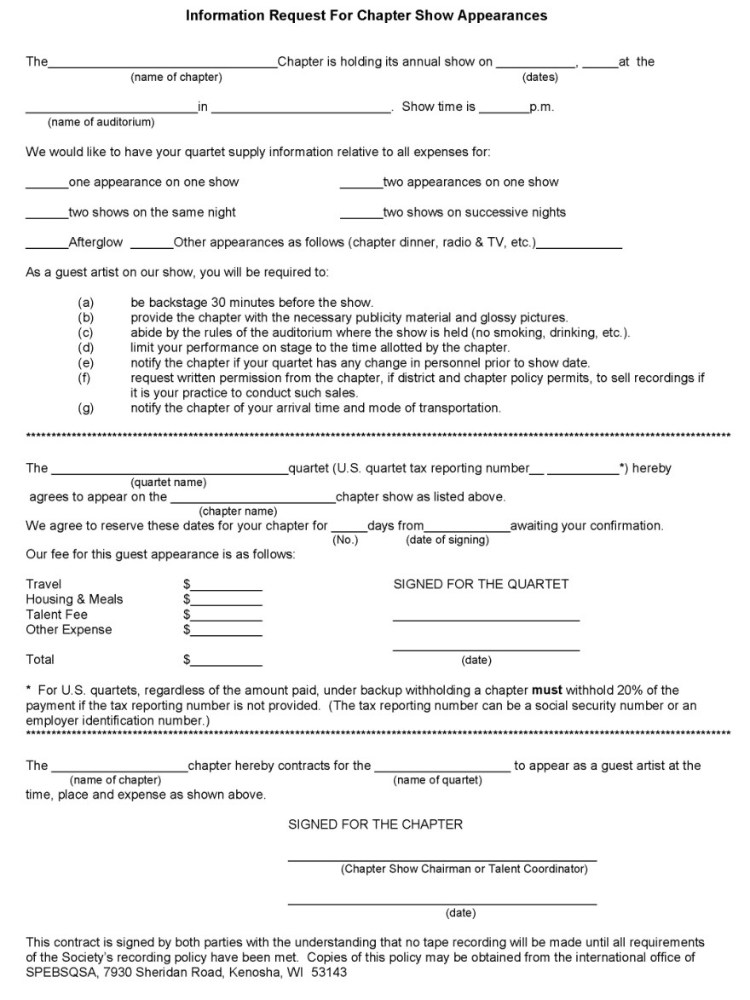 Information Request For Chapter Show Appearances
The________________________________Chapter is holding its annual show on ___________, _____at the
(name of chapter) (dates)
________________________in _________________________. Show time is _______p.m.
(name of auditorium)
We would like to have your quartet supply information relative to all expenses for:
______one appearance on one show ______two appearances on one show
______two shows on the same night ______two shows on successive nights
______Afterglow ______Other appearances as follows (chapter dinner, radio & TV, etc.)____________
As a guest artist on our show, you will be required to:
(a) be backstage 30 minutes before the show.
(b) provide the chapter with the necessary publicity material and glossy pictures.
(c) abide by the rules of the auditorium where the show is held (no smoking, drinking, etc.).
(d) limit your performance on stage to the time allotted by the chapter.
(e) notify the chapter if your quartet has any change in personnel prior to show date.
(f) request written permission from the chapter, if district and chapter policy permits, to sell recordings if
it is your practice to conduct such sales.
(g) notify the chapter of your arrival time and mode of transportation.
********************************************************************************************************************************************
The _________________________________quartet (U.S. quartet tax reporting number__ __________*) hereby
(quartet name)
agrees to appear on the _______________________chapter show as listed above.
(chapter name)
We agree to reserve these dates for your chapter for _____days from____________awaiting your confirmation.
(No.) (date of signing)
Our fee for this guest appearance is as follows:
Travel $__________ SIGNED FOR THE QUARTET
Housing & Meals $__________
Talent Fee $__________ __________________________
Other Expense $__________
__________________________
Total $__________ (date)
* For U.S. quartets, regardless of the amount paid, under backup withholding a chapter must withhold 20% of the
payment if the tax reporting number is not provided. (The tax reporting number can be a social security number or an
employer identification number.)
********************************************************************************************************************************************
The ___________________chapter hereby contracts for the ___________________ to appear as a guest artist at the
(name of chapter) (name of quartet)
time, place and expense as shown above.
SIGNED FOR THE CHAPTER
___________________________________________
(Chapter Show Chairman or Talent Coordinator)
___________________________________________
(date)
This contract is signed by both parties with the understanding that no tape recording will be made until all requirements
of the Society's recording policy have been met. Copies of this policy may be obtained from the international office of
SPEBSQSA, 7930 Sheridan Road, Kenosha, WI 53143